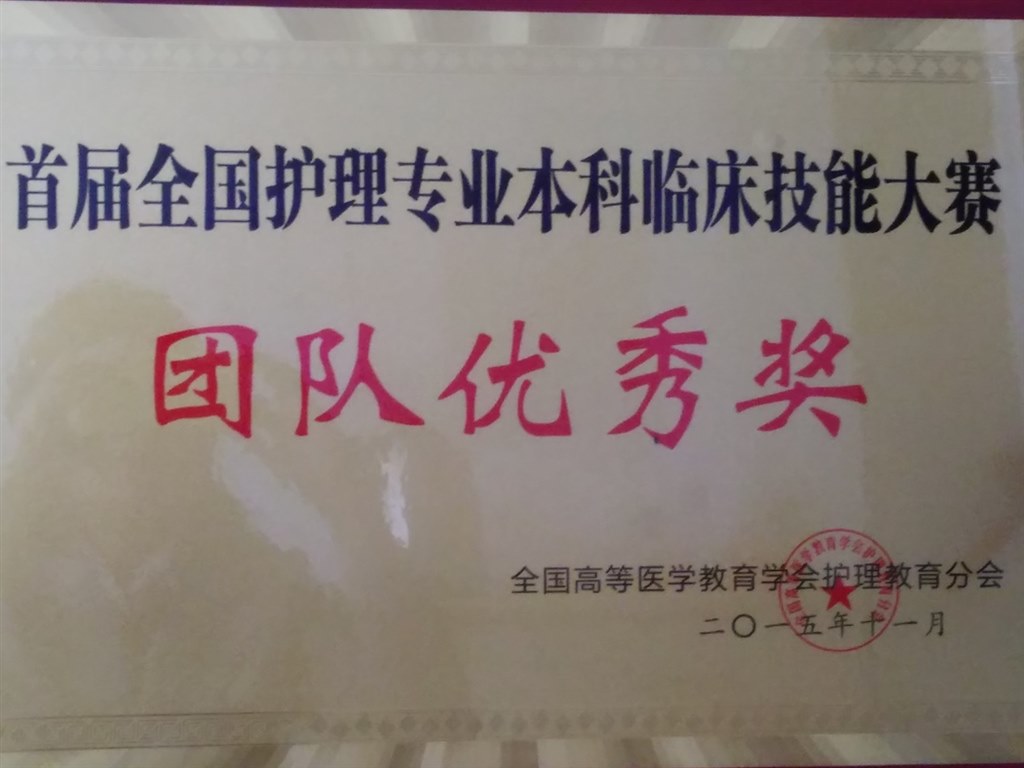 首届全国护理专业本科临床技能大赛
团队优秀奖
全国高等医学教育学会护理教育分会
二〇一五年十一月